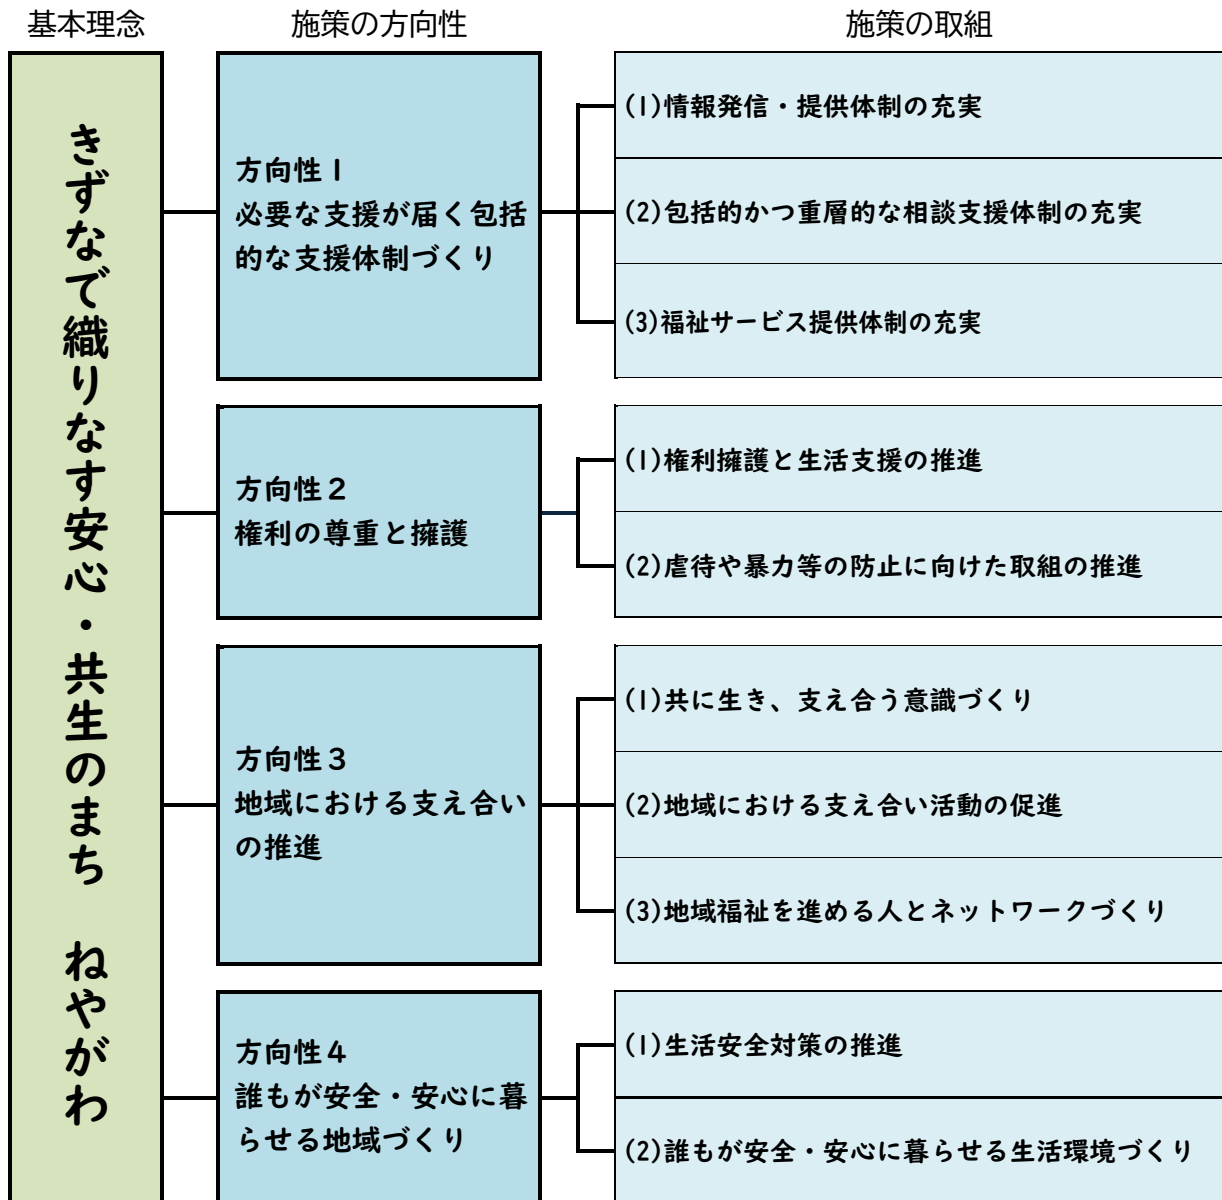 基本理念
施策の方向性
施策の取組
きずなで織りなす安心・共生のまち　ねやがわ
方向性１
必要な支援が届く包括
的な支援体制づくり
(1)情報発信・提供体制の充実
(2)包括的かつ重層的な相談支援体制の充実
(3)福祉サービス提供体制の充実
方向性２
権利の尊重と擁護
(1)権利擁護と生活支援の推進
(2)虐待や暴力等の防止に向けた取組の推進
方向性３
地域における支え合い
の推進
(1)共に生き、支え合う意識づくり
(2)地域における支え合い活動の促進
(3)地域福祉を進める人とネットワークづくり
方向性４
誰もが安全・安心に暮
らせる地域づくり
(1)生活安全対策の推進
(2)誰もが安全・安心に暮らせる生活環境づくり